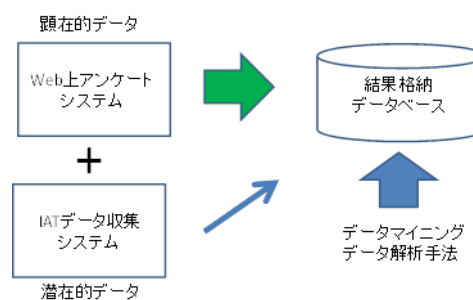 顕在的データ
Web上アンケート
システム
+
IATデータ収集
システム
潜在的データ
結果格納
データベース
データマイニング
データ解析手法